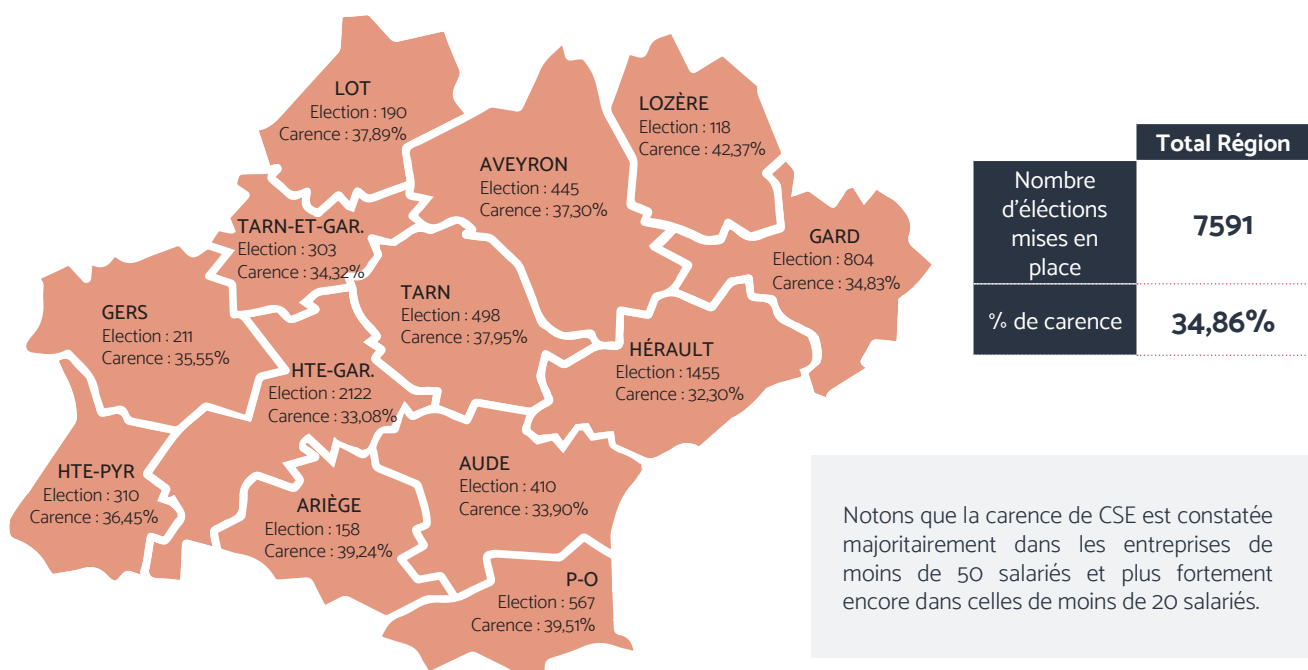 LOT
Election : 190
Carence : 37,89%
LOZÈRE
Election : 118
Carence : 42,37%
AVEYRON
Election : 445
Carence : 37,30%
TARN-ET-GAR.
Election : 303
Carence : 34,32%
GARD
Election : 804
Carence : 34,83%
GERS
Election : 211
Carence : 35,55%
TARN
Election : 498
Carence : 37,95%
HÉRAULT
Election : 1455
Carence : 32,30%
HTE-GAR.
Election : 2122
Carence : 33,08%
HTE-PYR
Election : 310
Carence : 36,45%
ARIÈGE
Election : 158
Carence : 39,24%
AUDE
Election : 410
Carence : 33,90%
P-O
Election : 567
Carence : 39,51%
Total Région
Nombre
d'éléctions
mises en
place
7591
% de carence
34,86%
Notons que la carence de CSE est constatée
majoritairement dans les entreprises de
moins de 50 salariés et plus fortement
encore dans celles de moins de 20 salariés.